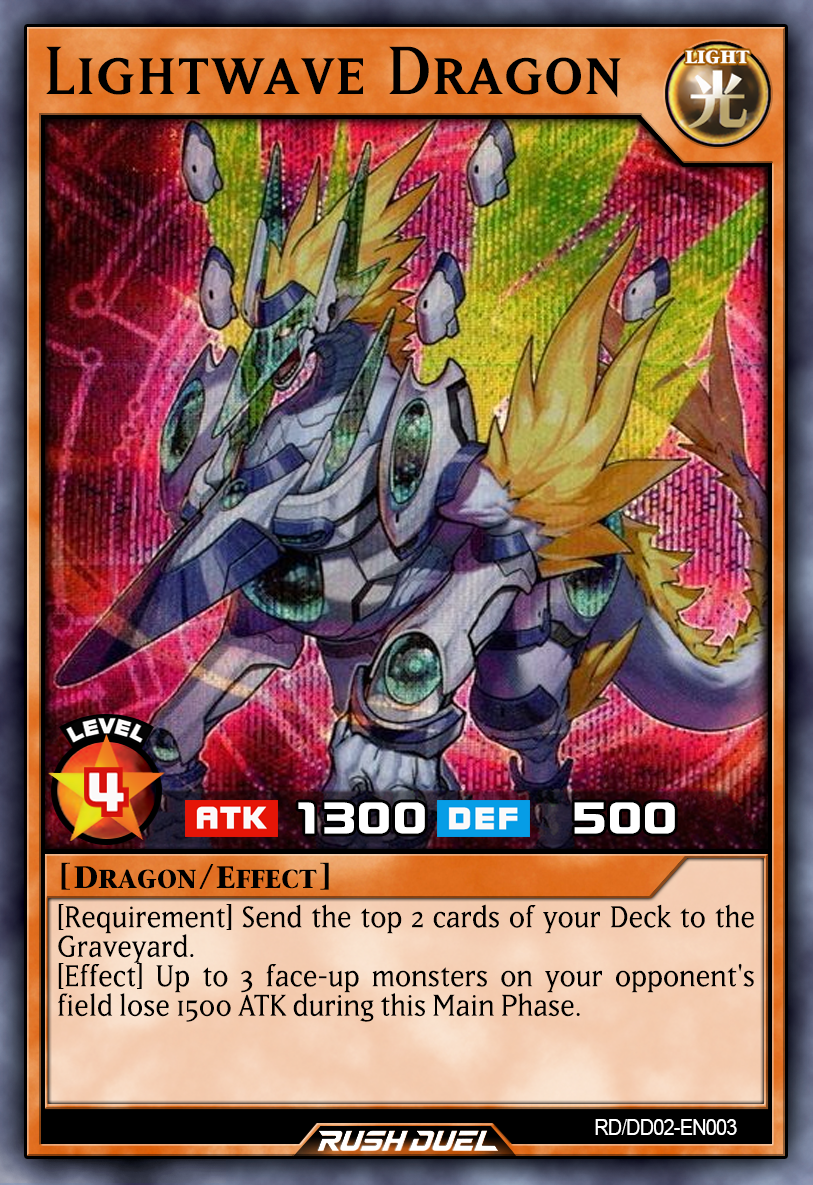 Lightwave Dragon
LIGHT
光
LEVEL
4
ATK 1300 DEF 500
[Dragon/Effect]
[Requirement] Send the top 2 cards of your Deck to the
Graveyard.
[Effect] Up to 3 face-up monsters on your opponent's
field lose 1500 ATK during this Main Phase.
RD/DD02-EN003
RUSH DUEL